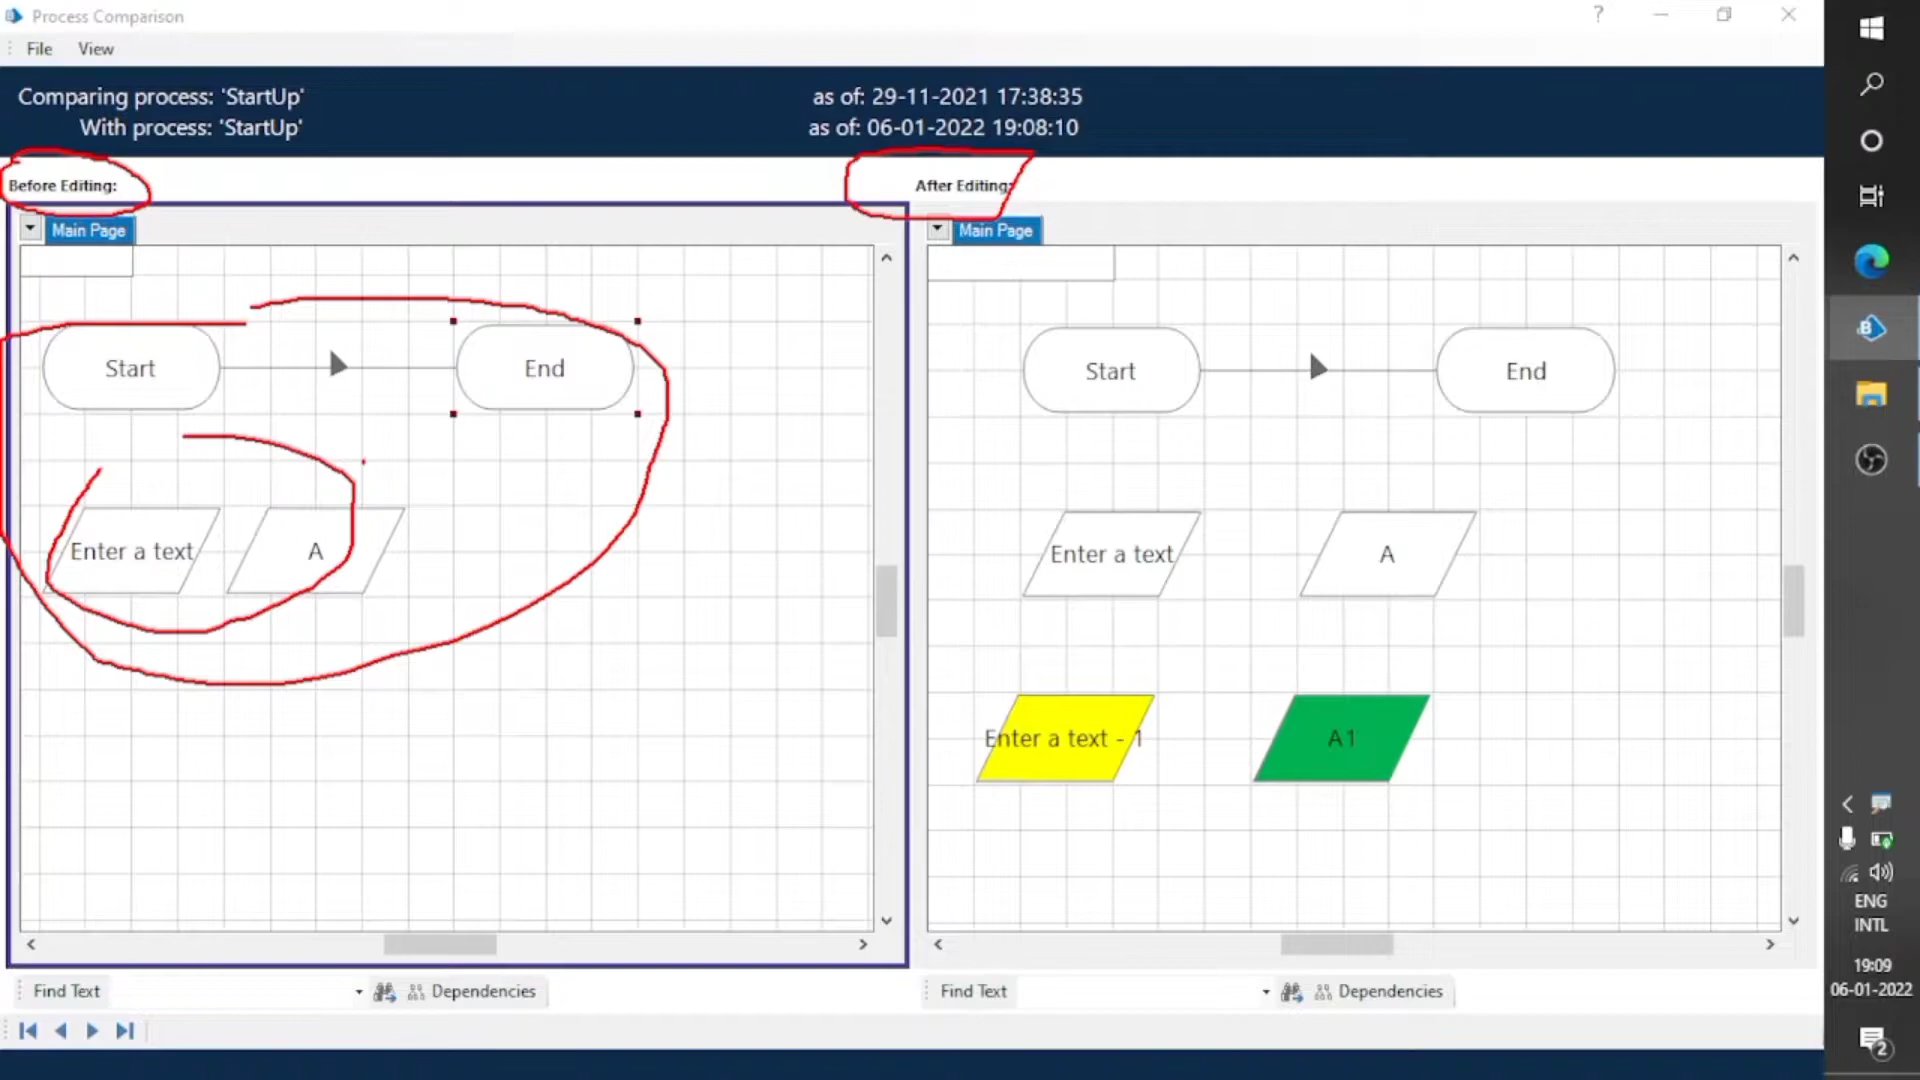 Process Comparison
?
File View
Comparing process: 'StartUp' as of: 29-11-2021 17:38:35
With process: 'StartUp' as of: 06-01-2022 19:08:10
Before Editing:
Main Page
Start
End
Enter a text
A
Find Text
Dependencies
After Editing:
Main Page
Start
End
Enter a text
A
Enter a text - 1
A1
Find Text
Dependencies
B
ENG
INTL
19:09
06-01-2022
2